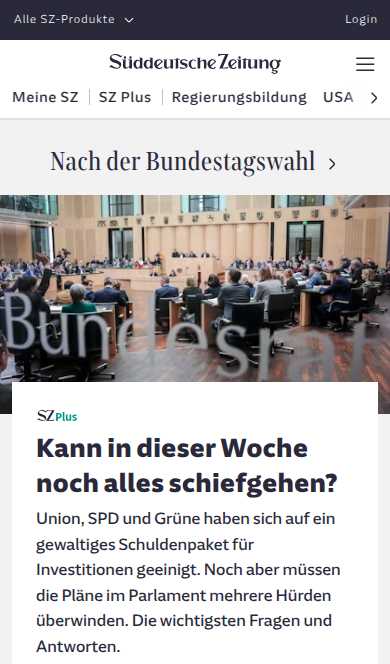 Alle SZ-Produkte
Login
Süddeutsche Zeitung
Meine SZ
SZ Plus
Regierungsbildung
USA
Nach der Bundestagswahl
Bundesrat
SZ Plus
Kann in dieser Woche
noch alles schiefgehen?
Union, SPD und Grüne haben sich auf ein
gewaltiges Schuldenpaket für
Investitionen geeinigt. Noch aber müssen
die Pläne im Parlament mehrere Hürden
überwinden. Die wichtigsten Fragen und
Antworten.